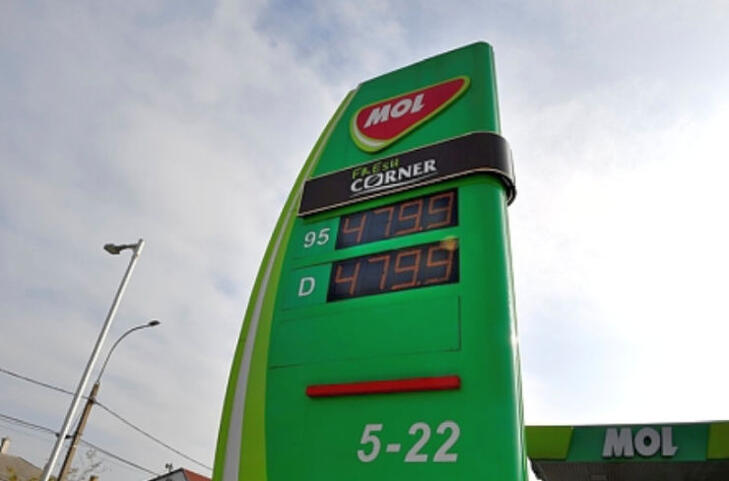 MOL
FRESH
CORNER
95 479.9
D 479.9
5-22
MOL